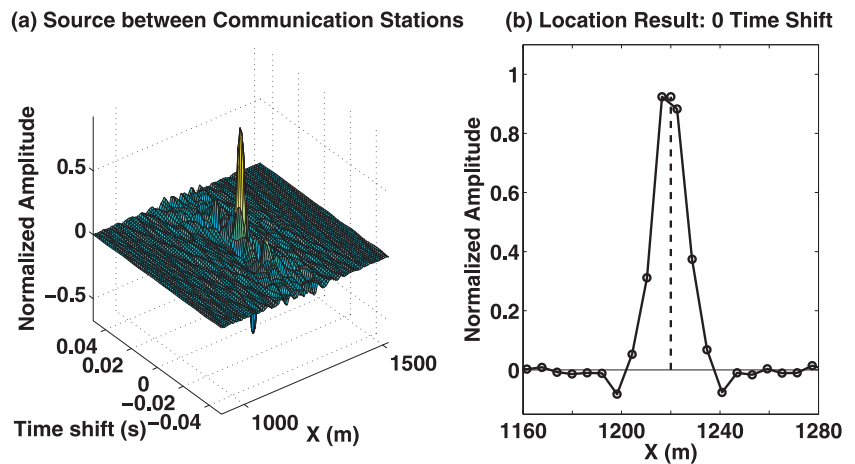 (a) Source between Communication Stations
Normalized Amplitude
0.5
0
−0.5
0.04
0.02
0
−0.02
−0.04
Time shift (s)
1000
1500
X (m)
(b) Location Result: 0 Time Shift
Normalized Amplitude
1
0.8
0.6
0.4
0.2
0
1160
1200
1240
1280
X (m)